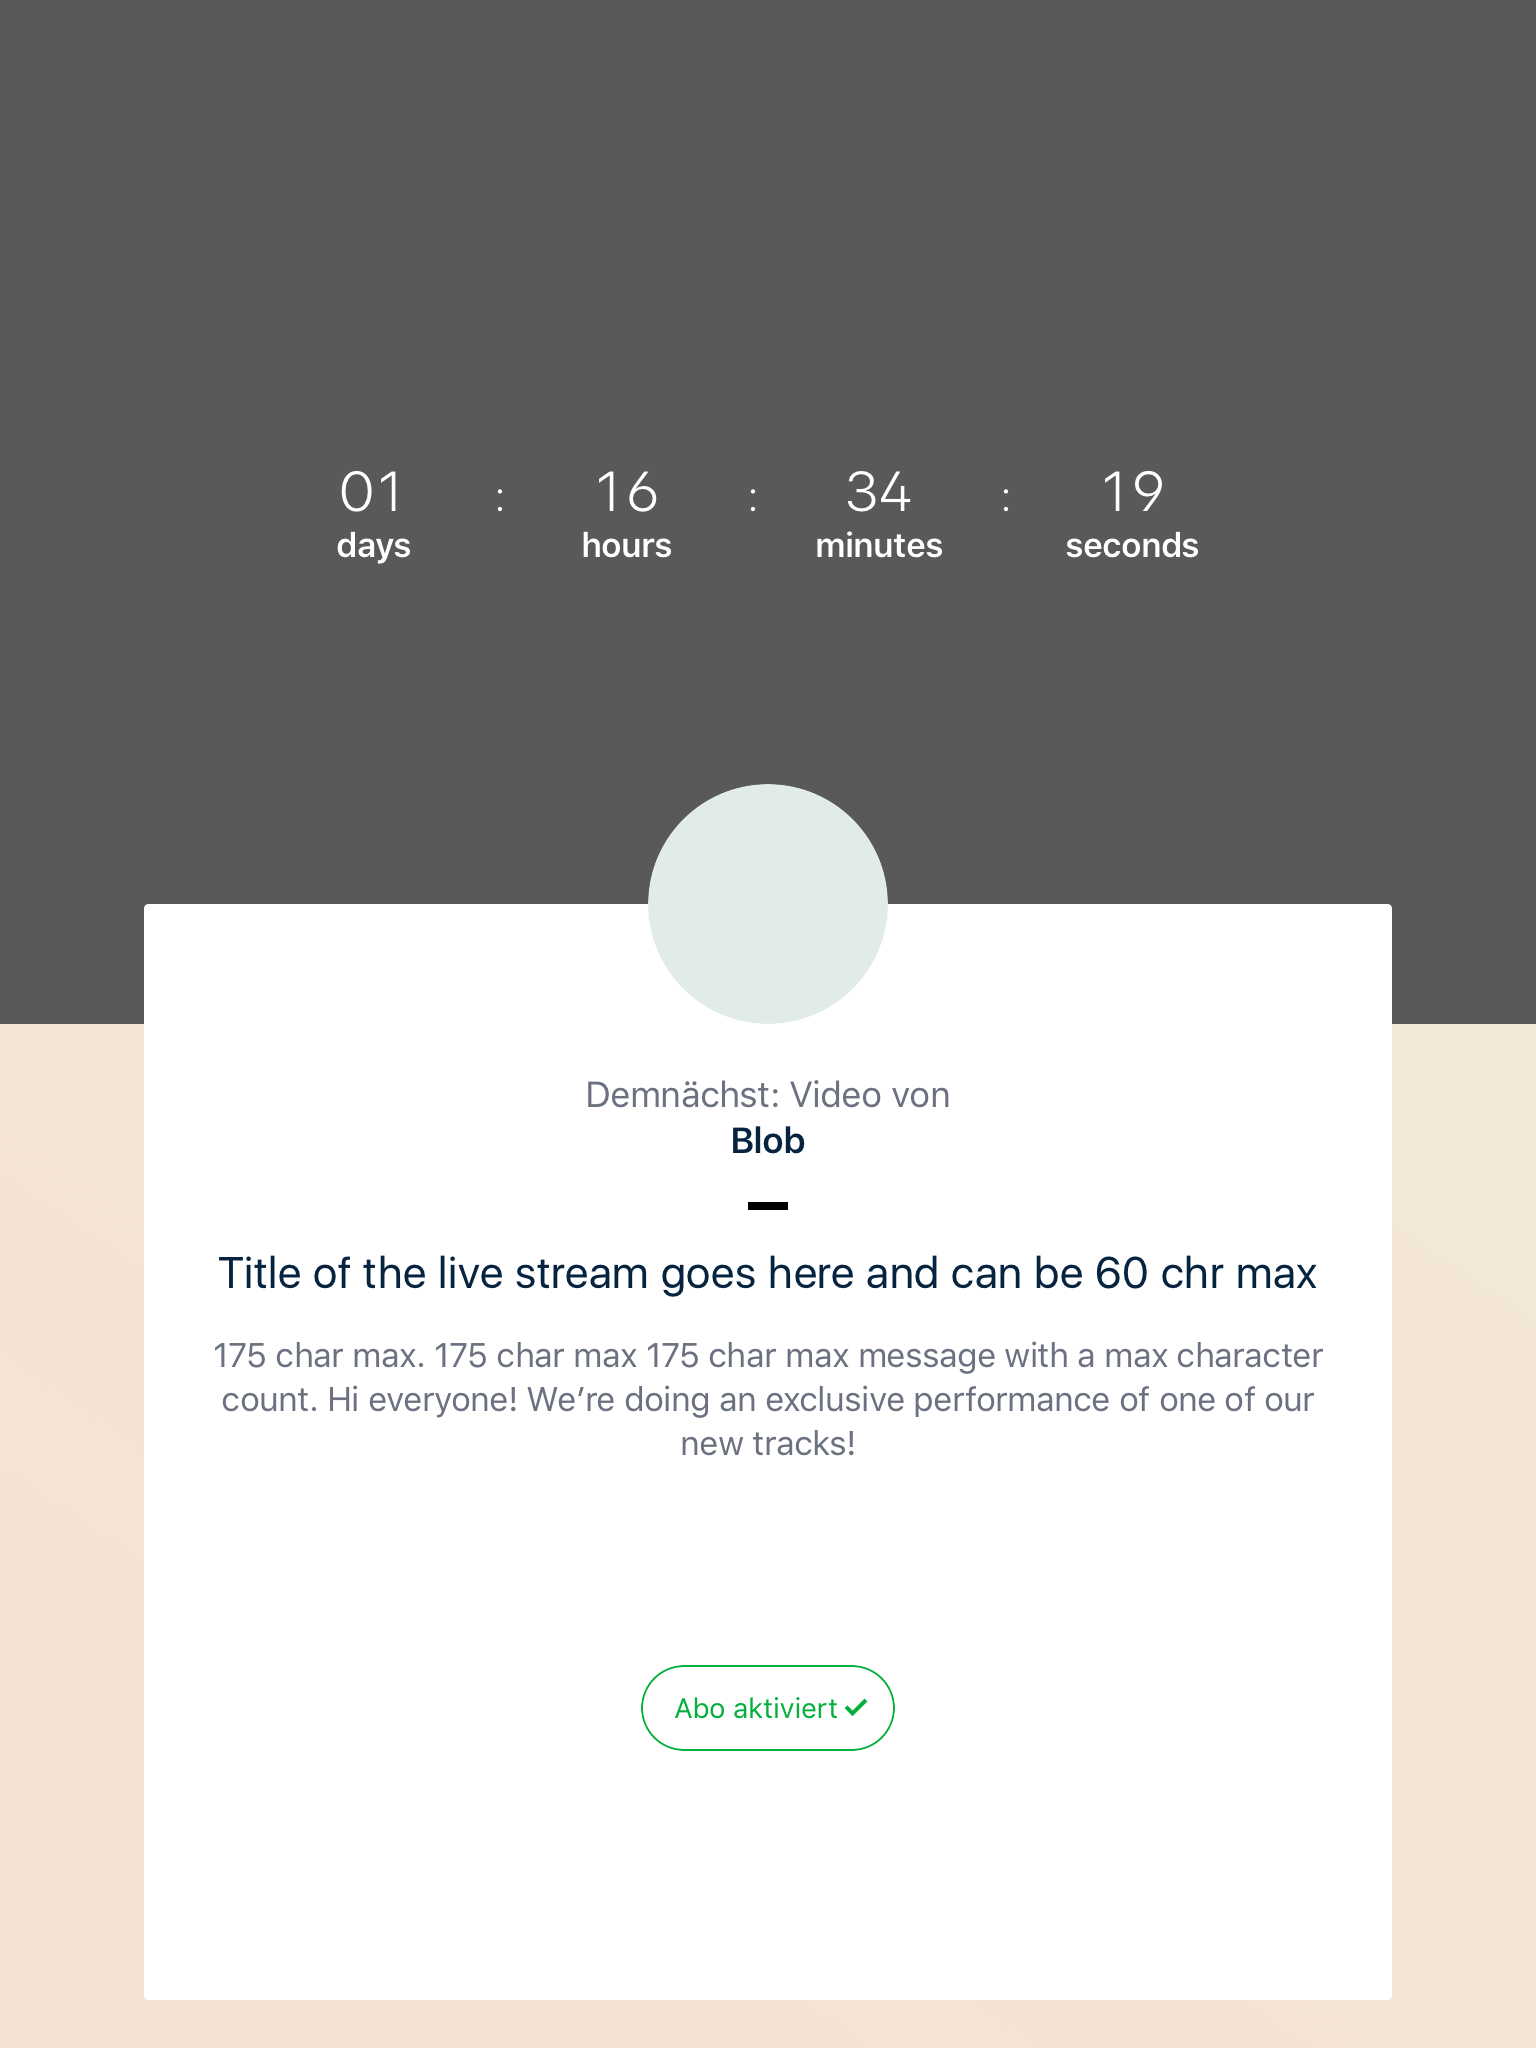 01 : 16 : 34 : 19
days hours minutes seconds
Demnächst: Video von
Blob
Title of the live stream goes here and can be 60 chr max
175 char max. 175 char max 175 char max message with a max character
count. Hi everyone! We’re doing an exclusive performance of one of our
new tracks!
Abo aktiviert